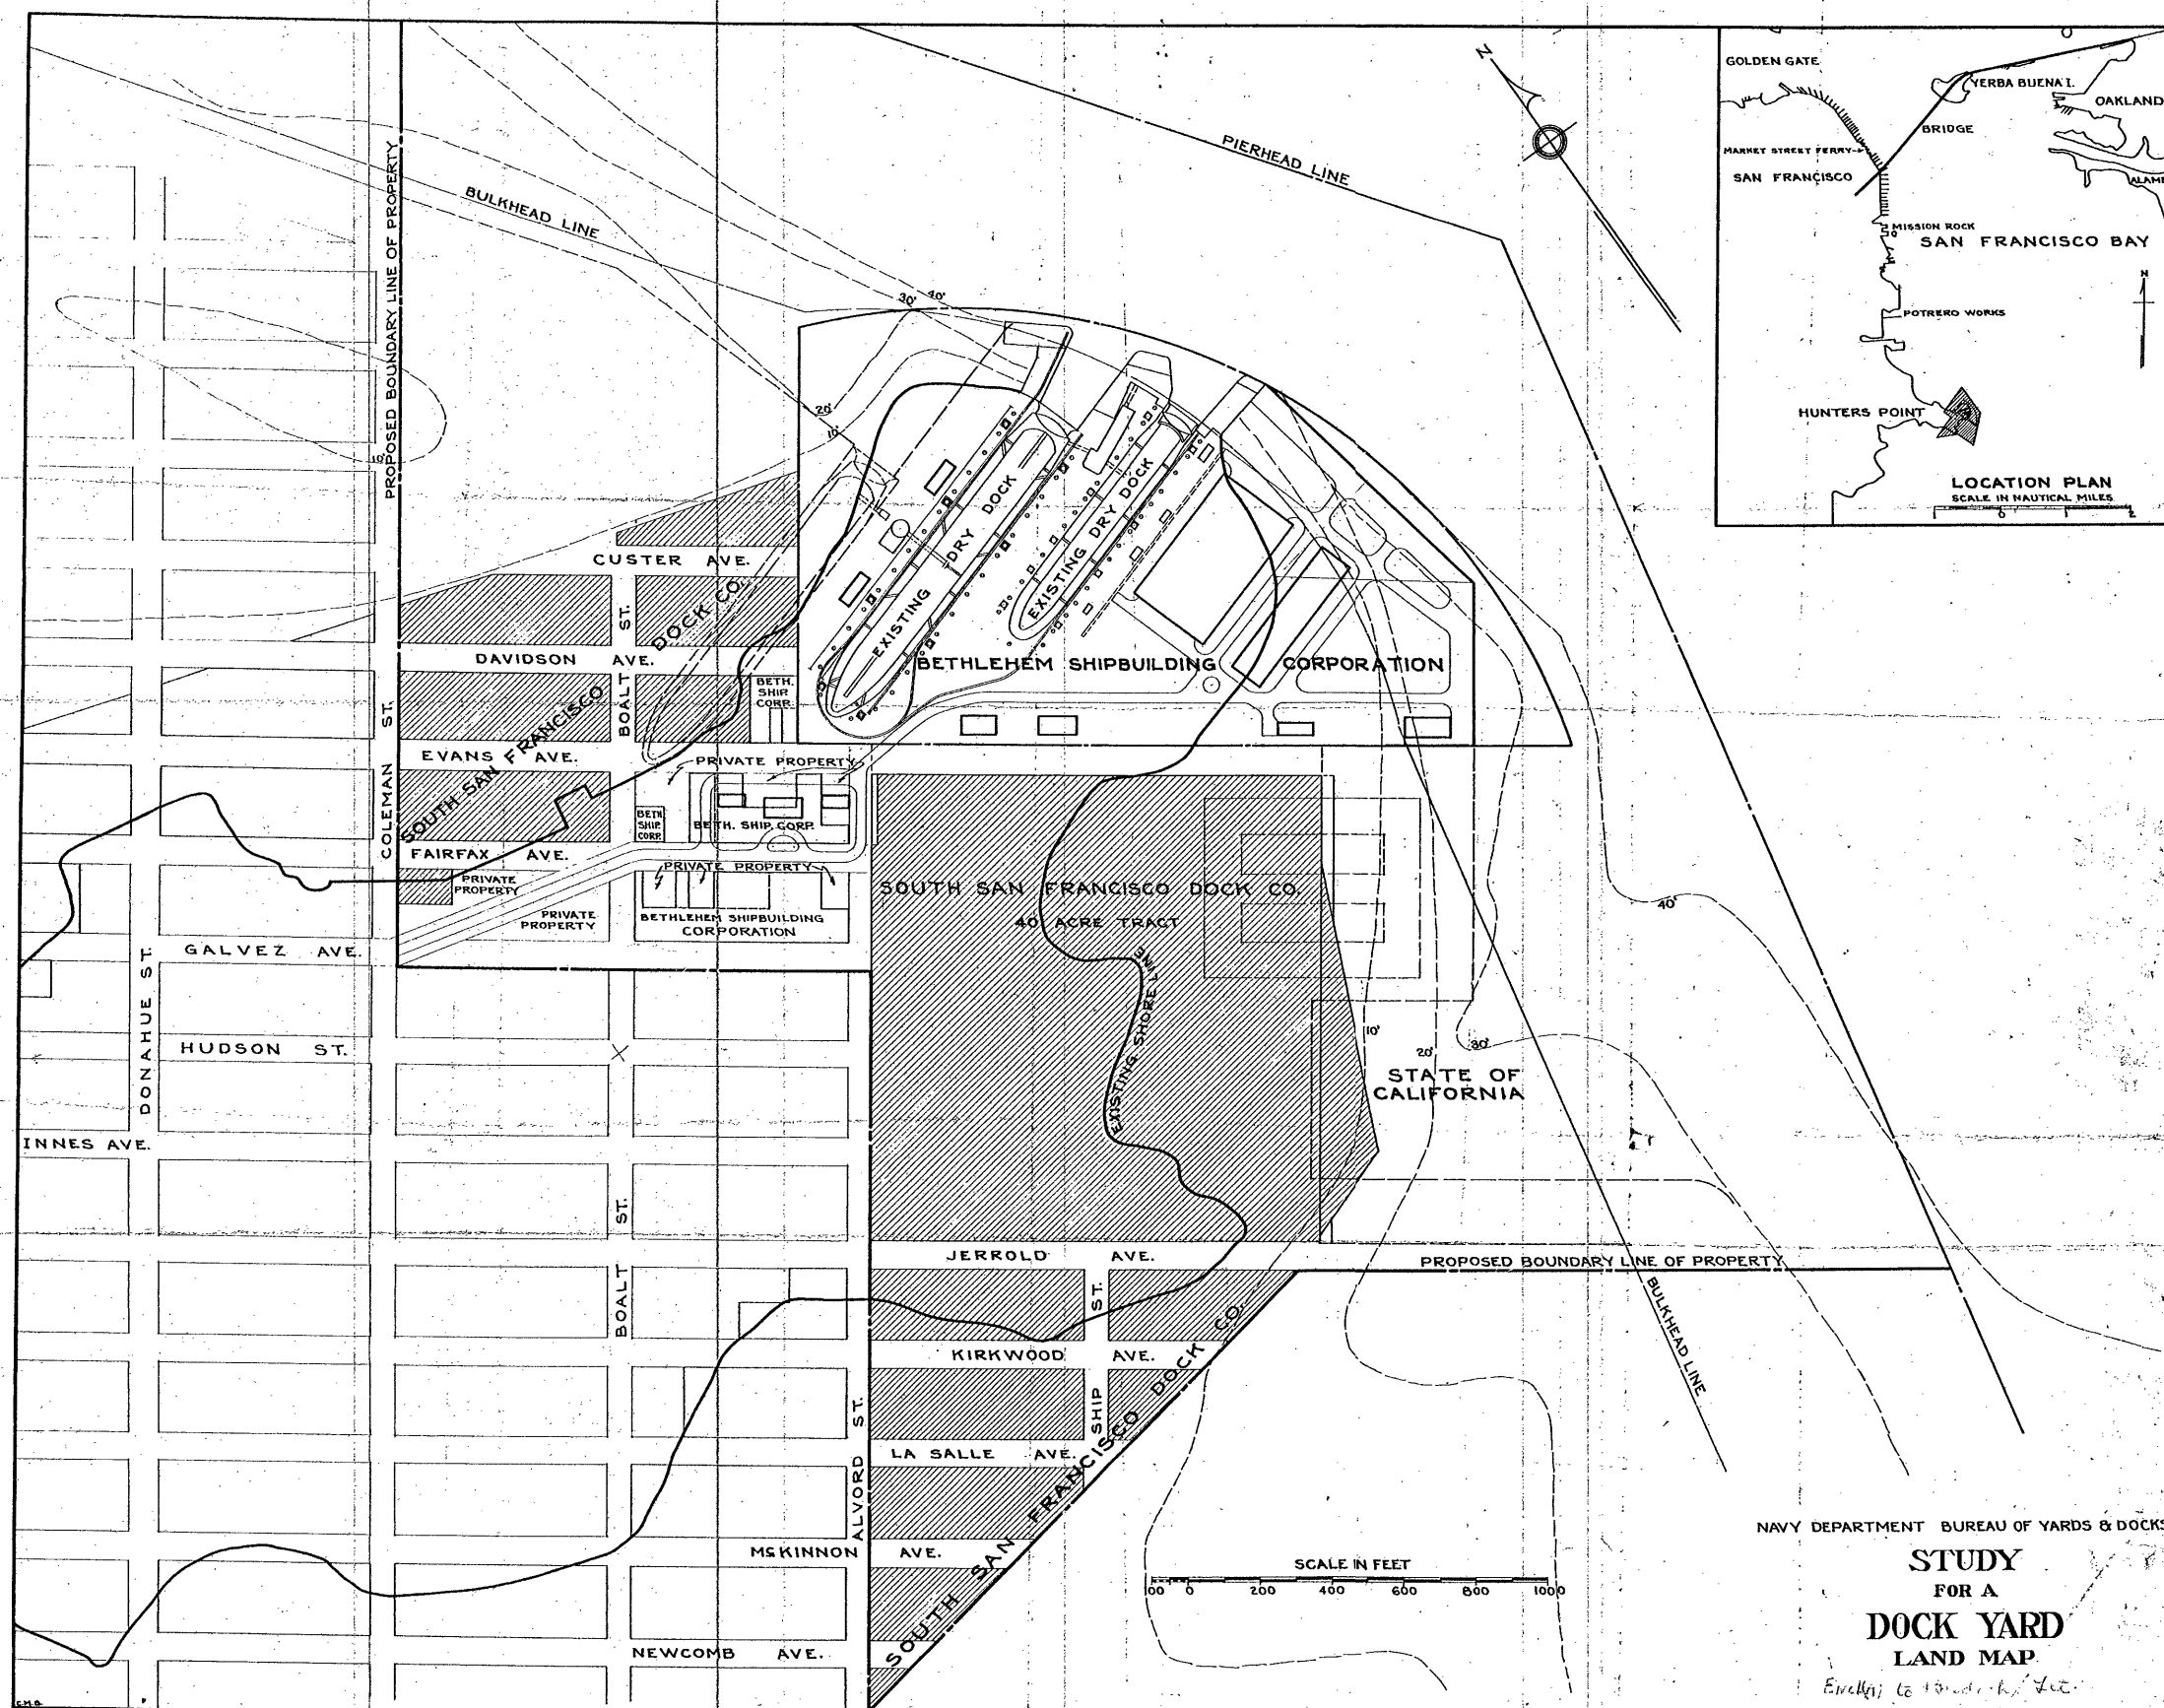 N
PIERHEAD LINE
BULKHEAD LINE
PROPOSED BOUNDARY LINE OF PROPERTY
GOLDEN GATE
YERBA BUENA I.
OAKLAND
BRIDGE
MARKET STREET FERRY
SAN FRANCISCO
MISSION ROCK
SAN FRANCISCO BAY
N
POTRERO WORKS
HUNTERS POINT
LOCATION PLAN
SCALE IN NAUTICAL MILES
0 2
30' 40'
20'
10'
10'
EXISTING DRY DOCK
EXISTING DRY DOCK
CUSTER AVE.
BOALT ST.
DAVIDSON AVE.
BETHLEHEM SHIPBUILDING CORPORATION
BETH.
SHIP.
CORP.
SOUTH SAN FRANCISCO DOCK CO.
EVANS AVE.
PRIVATE PROPERTY
COLEMAN ST.
BETH.
SHIP.
CORP.
BETH. SHIP. CORP.
FAIRFAX AVE.
PRIVATE PROPERTY
PRIVATE
PROPERTY
PRIVATE
PROPERTY
BETHLEHEM SHIPBUILDING
CORPORATION
SOUTH SAN FRANCISCO DOCK CO.
40 ACRE TRACT
40'
GALVEZ AVE.
DONAHUE ST.
EXISTING SHORE LINE
HUDSON ST.
10'
20'
30'
STATE OF
CALIFORNIA
INNES AVE.
BOALT ST.
JERROLD AVE.
PROPOSED BOUNDARY LINE OF PROPERTY
BULKHEAD LINE
SHIP ST.
KIRKWOOD AVE.
ALVORD ST.
LA SALLE AVE.
MCKINNON AVE.
SOUTH SAN FRANCISCO DOCK CO.
NEWCOMB AVE.
SCALE IN FEET
00 0 200 400 600 800 1000
NAVY DEPARTMENT BUREAU OF YARDS & DOCKS
STUDY
FOR A
DOCK YARD
LAND MAP